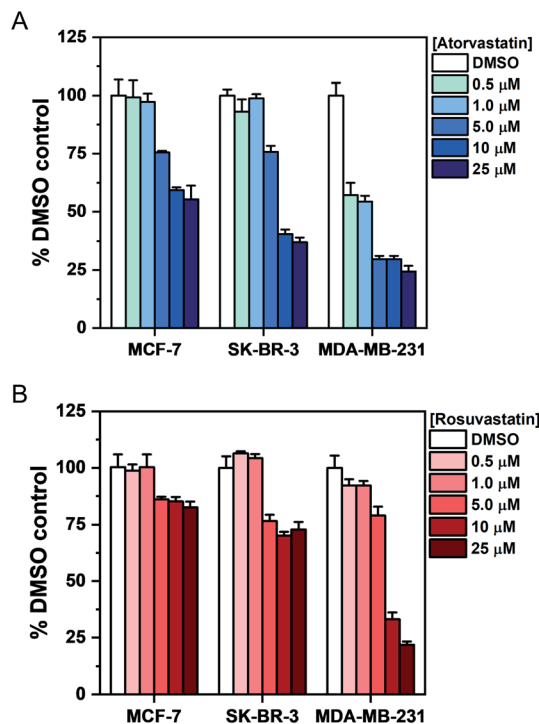 A
125
100
75
50
25
0
% DMSO control
MCF-7 SK-BR-3 MDA-MB-231
[Atorvastatin]
DMSO
0.5 μM
1.0 μM
5.0 μM
10 μM
25 μM
B
125
100
75
50
25
0
% DMSO control
MCF-7 SK-BR-3 MDA-MB-231
[Rosuvastatin]
DMSO
0.5 μM
1.0 μM
5.0 μM
10 μM
25 μM